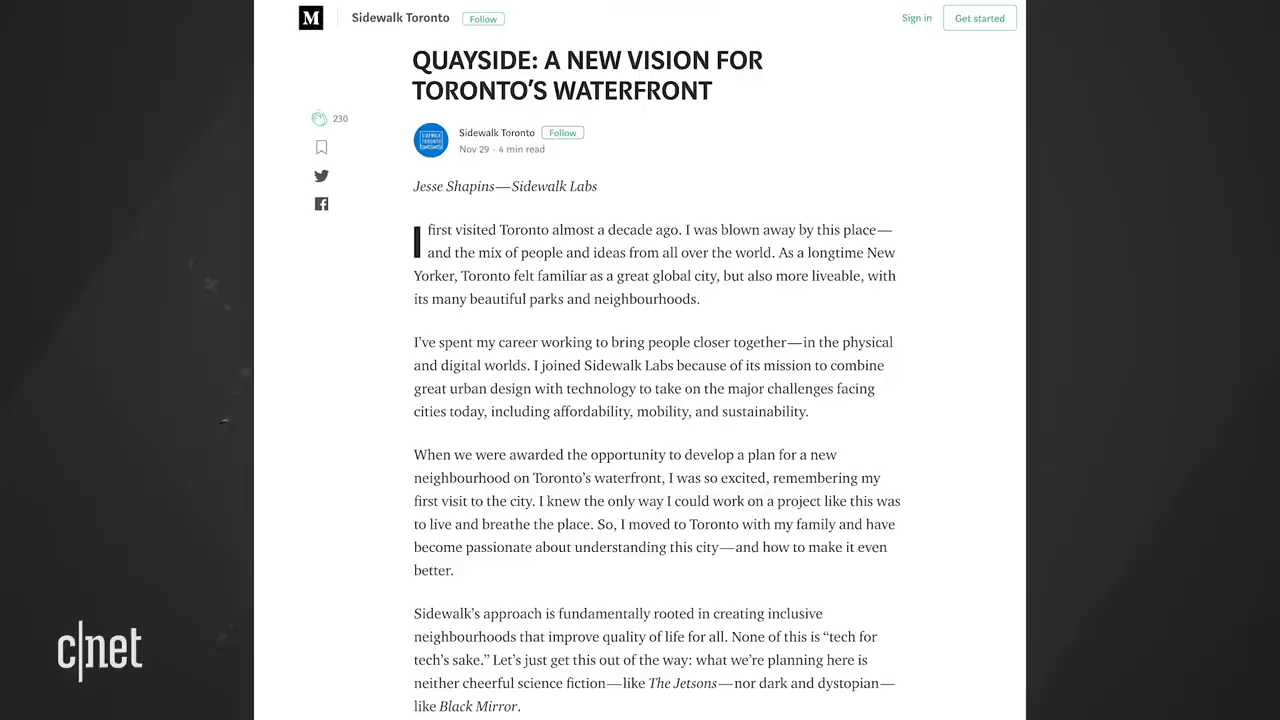 M
Sidewalk Toronto
Follow
Sign in
Get started
QUAYSIDE: A NEW VISION FOR
TORONTO'S WATERFRONT
230
SIDEWALK
TORONTO
Sidewalk Toronto
Follow
Nov 29 · 4 min read
Jesse Shapins—Sidewalk Labs
I first visited Toronto almost a decade ago. I was blown away by this place—
and the mix of people and ideas from all over the world. As a longtime New
Yorker, Toronto felt familiar as a great global city, but also more liveable, with
its many beautiful parks and neighbourhoods.
I've spent my career working to bring people closer together—in the physical
and digital worlds. I joined Sidewalk Labs because of its mission to combine
great urban design with technology to take on the major challenges facing
cities today, including affordability, mobility, and sustainability.
When we were awarded the opportunity to develop a plan for a new
neighbourhood on Toronto's waterfront, I was so excited, remembering my
first visit to the city. I knew the only way I could work on a project like this was
to live and breathe the place. So, I moved to Toronto with my family and have
become passionate about understanding this city—and how to make it even
better.
Sidewalk's approach is fundamentally rooted in creating inclusive
neighbourhoods that improve quality of life for all. None of this is “tech for
tech's sake.” Let's just get this out of the way: what we're planning here is
neither cheerful science fiction—like The Jetsons—nor dark and dystopian—
like Black Mirror.
c|net